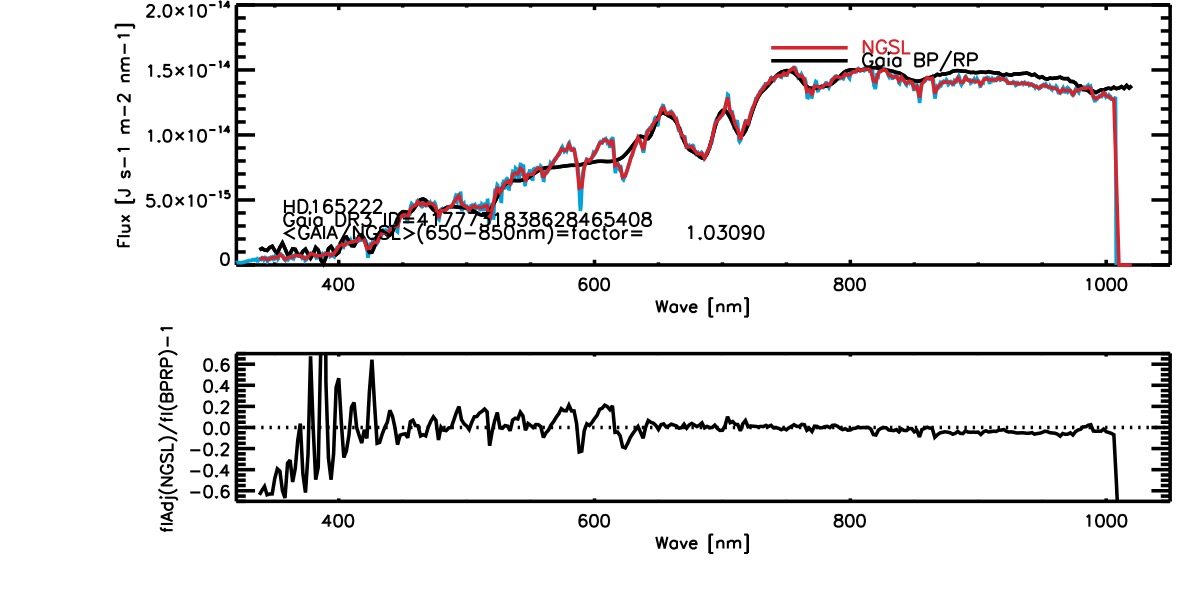 2.0×10⁻¹⁴
1.5×10⁻¹⁴
1.0×10⁻¹⁴
5.0×10⁻¹⁵
0
Flux [J s−1 m−2 nm−1]
NGSL
Gaia BP/RP
HD165222
Gaia DR3
<GAIA/NGSL>(650−850nm)=factor= 1.03090
400 600 800 1000
Wave [nm]
0.6
0.4
0.2
0.0
−0.2
−0.4
−0.6
flAdj(NGSL)/fl(BPRP)−1
400 600 800 1000
Wave [nm]